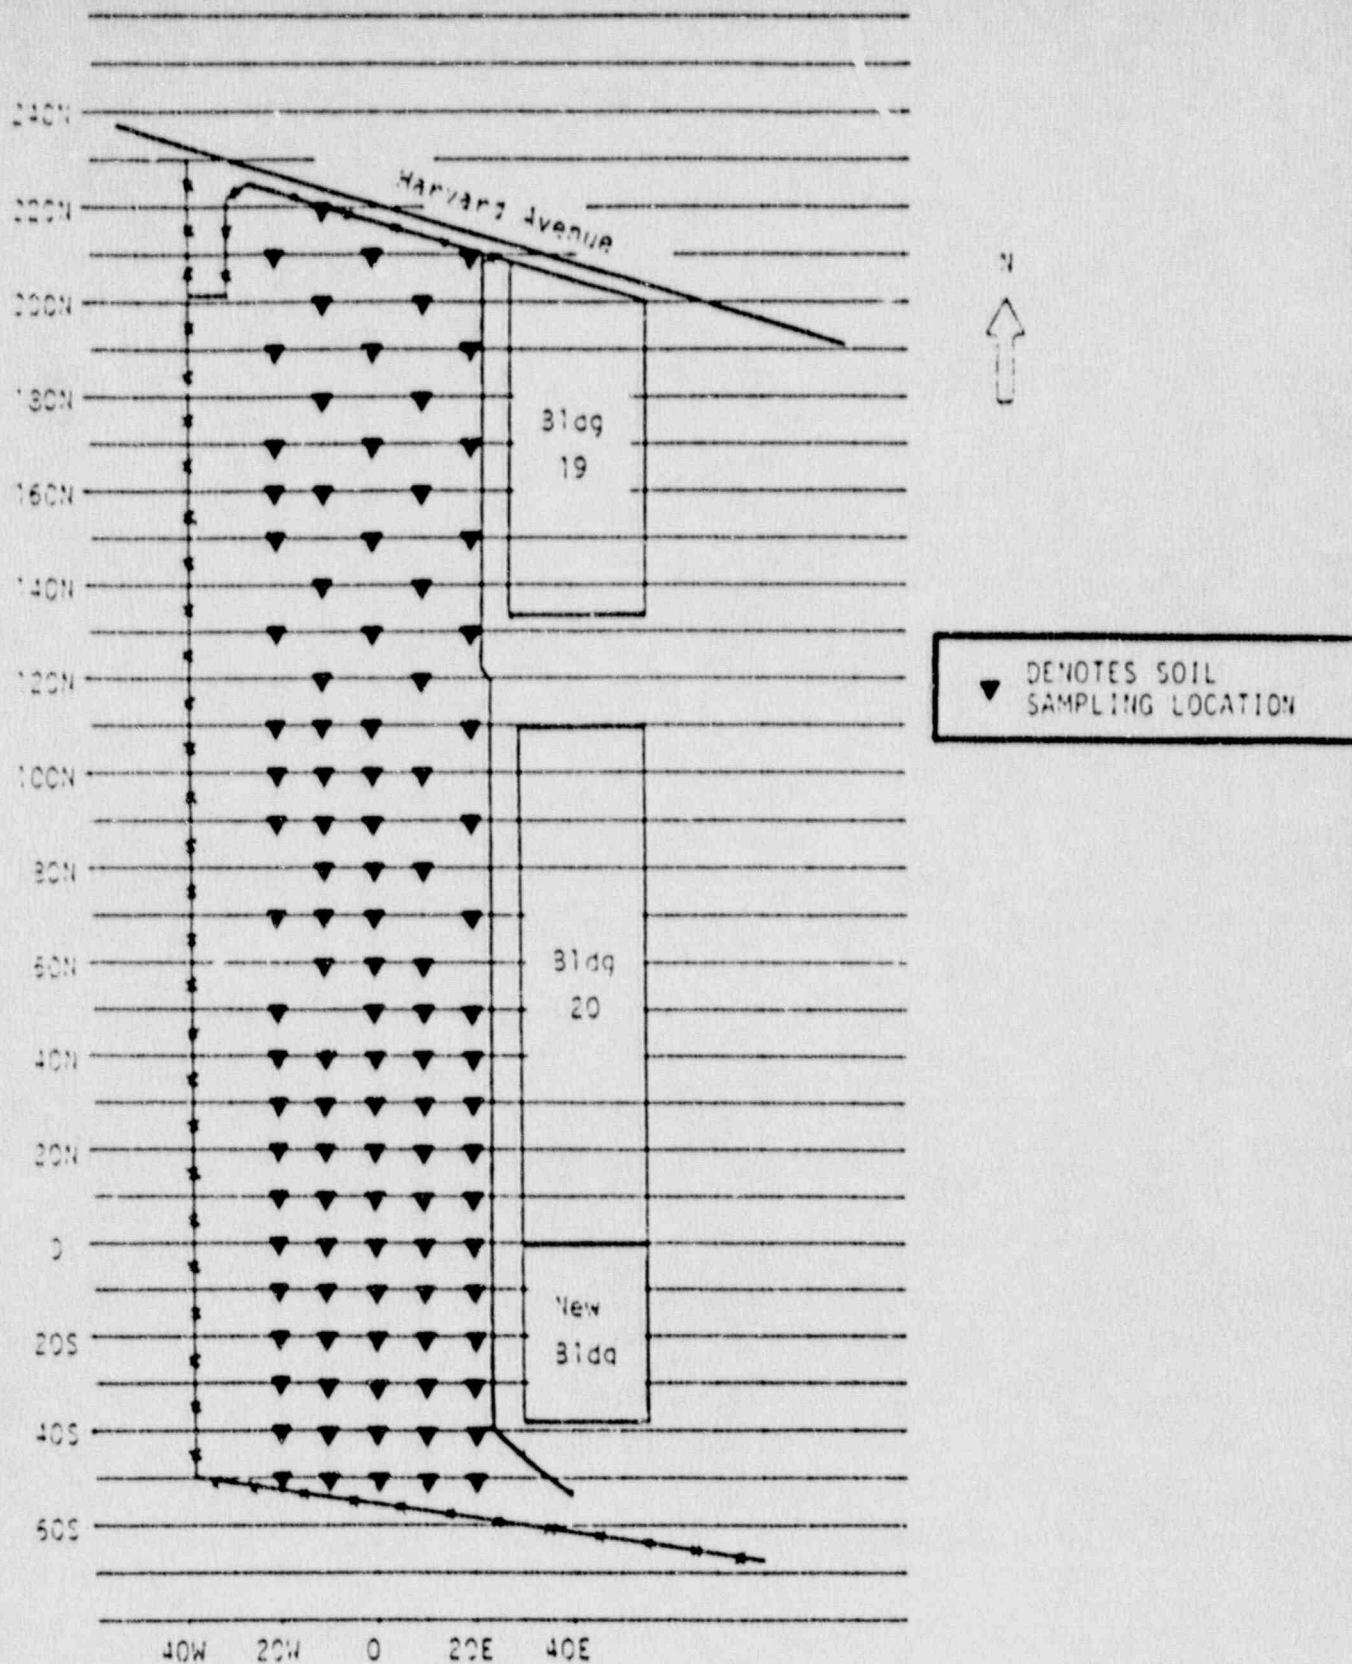 240N
Harvard Avenue
220N
N
200N
180N
Bldg
19
160N
140N
120N
▼ DENOTES SOIL
SAMPLING LOCATION
100N
80N
60N
Bldg
20
40N
20N
0
New
Bldg
20S
40S
60S
40W 20W 0 20E 40E